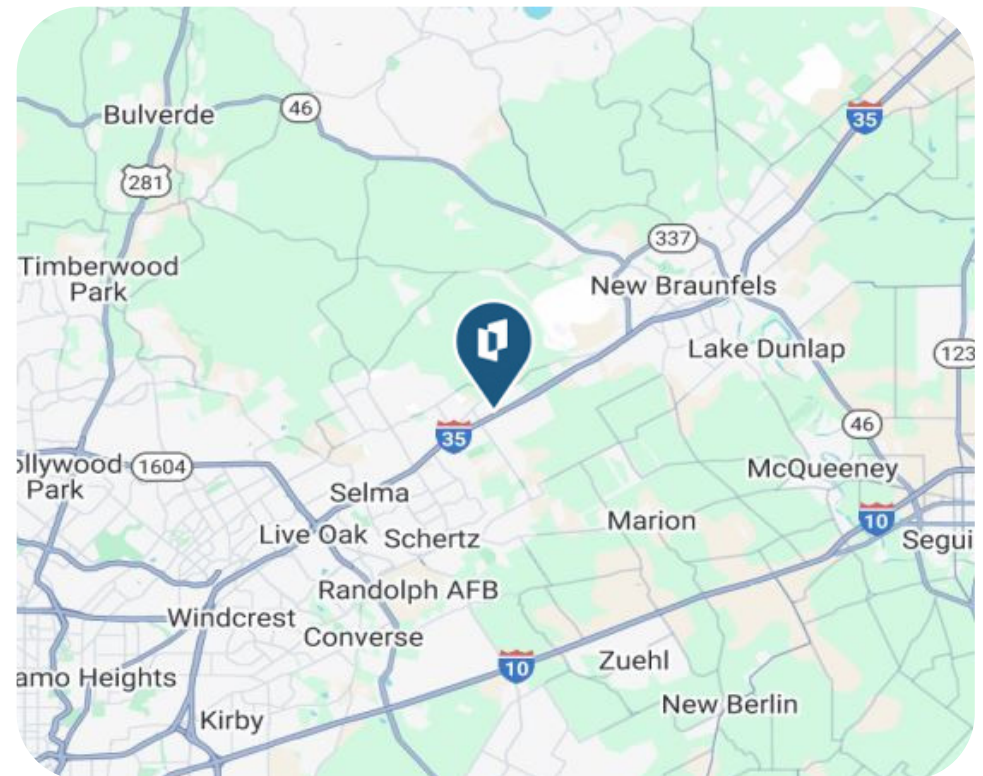 46
Bulverde
35
281
337
Timberwood
Park
New Braunfels
Lake Dunlap
123
46
35
ollywood
Park
1604
McQueeney
Selma
10
Marion
Live Oak
Schertz
Segui
Randolph AFB
Windcrest
Converse
10
Zuehl
amo Heights
New Berlin
Kirby